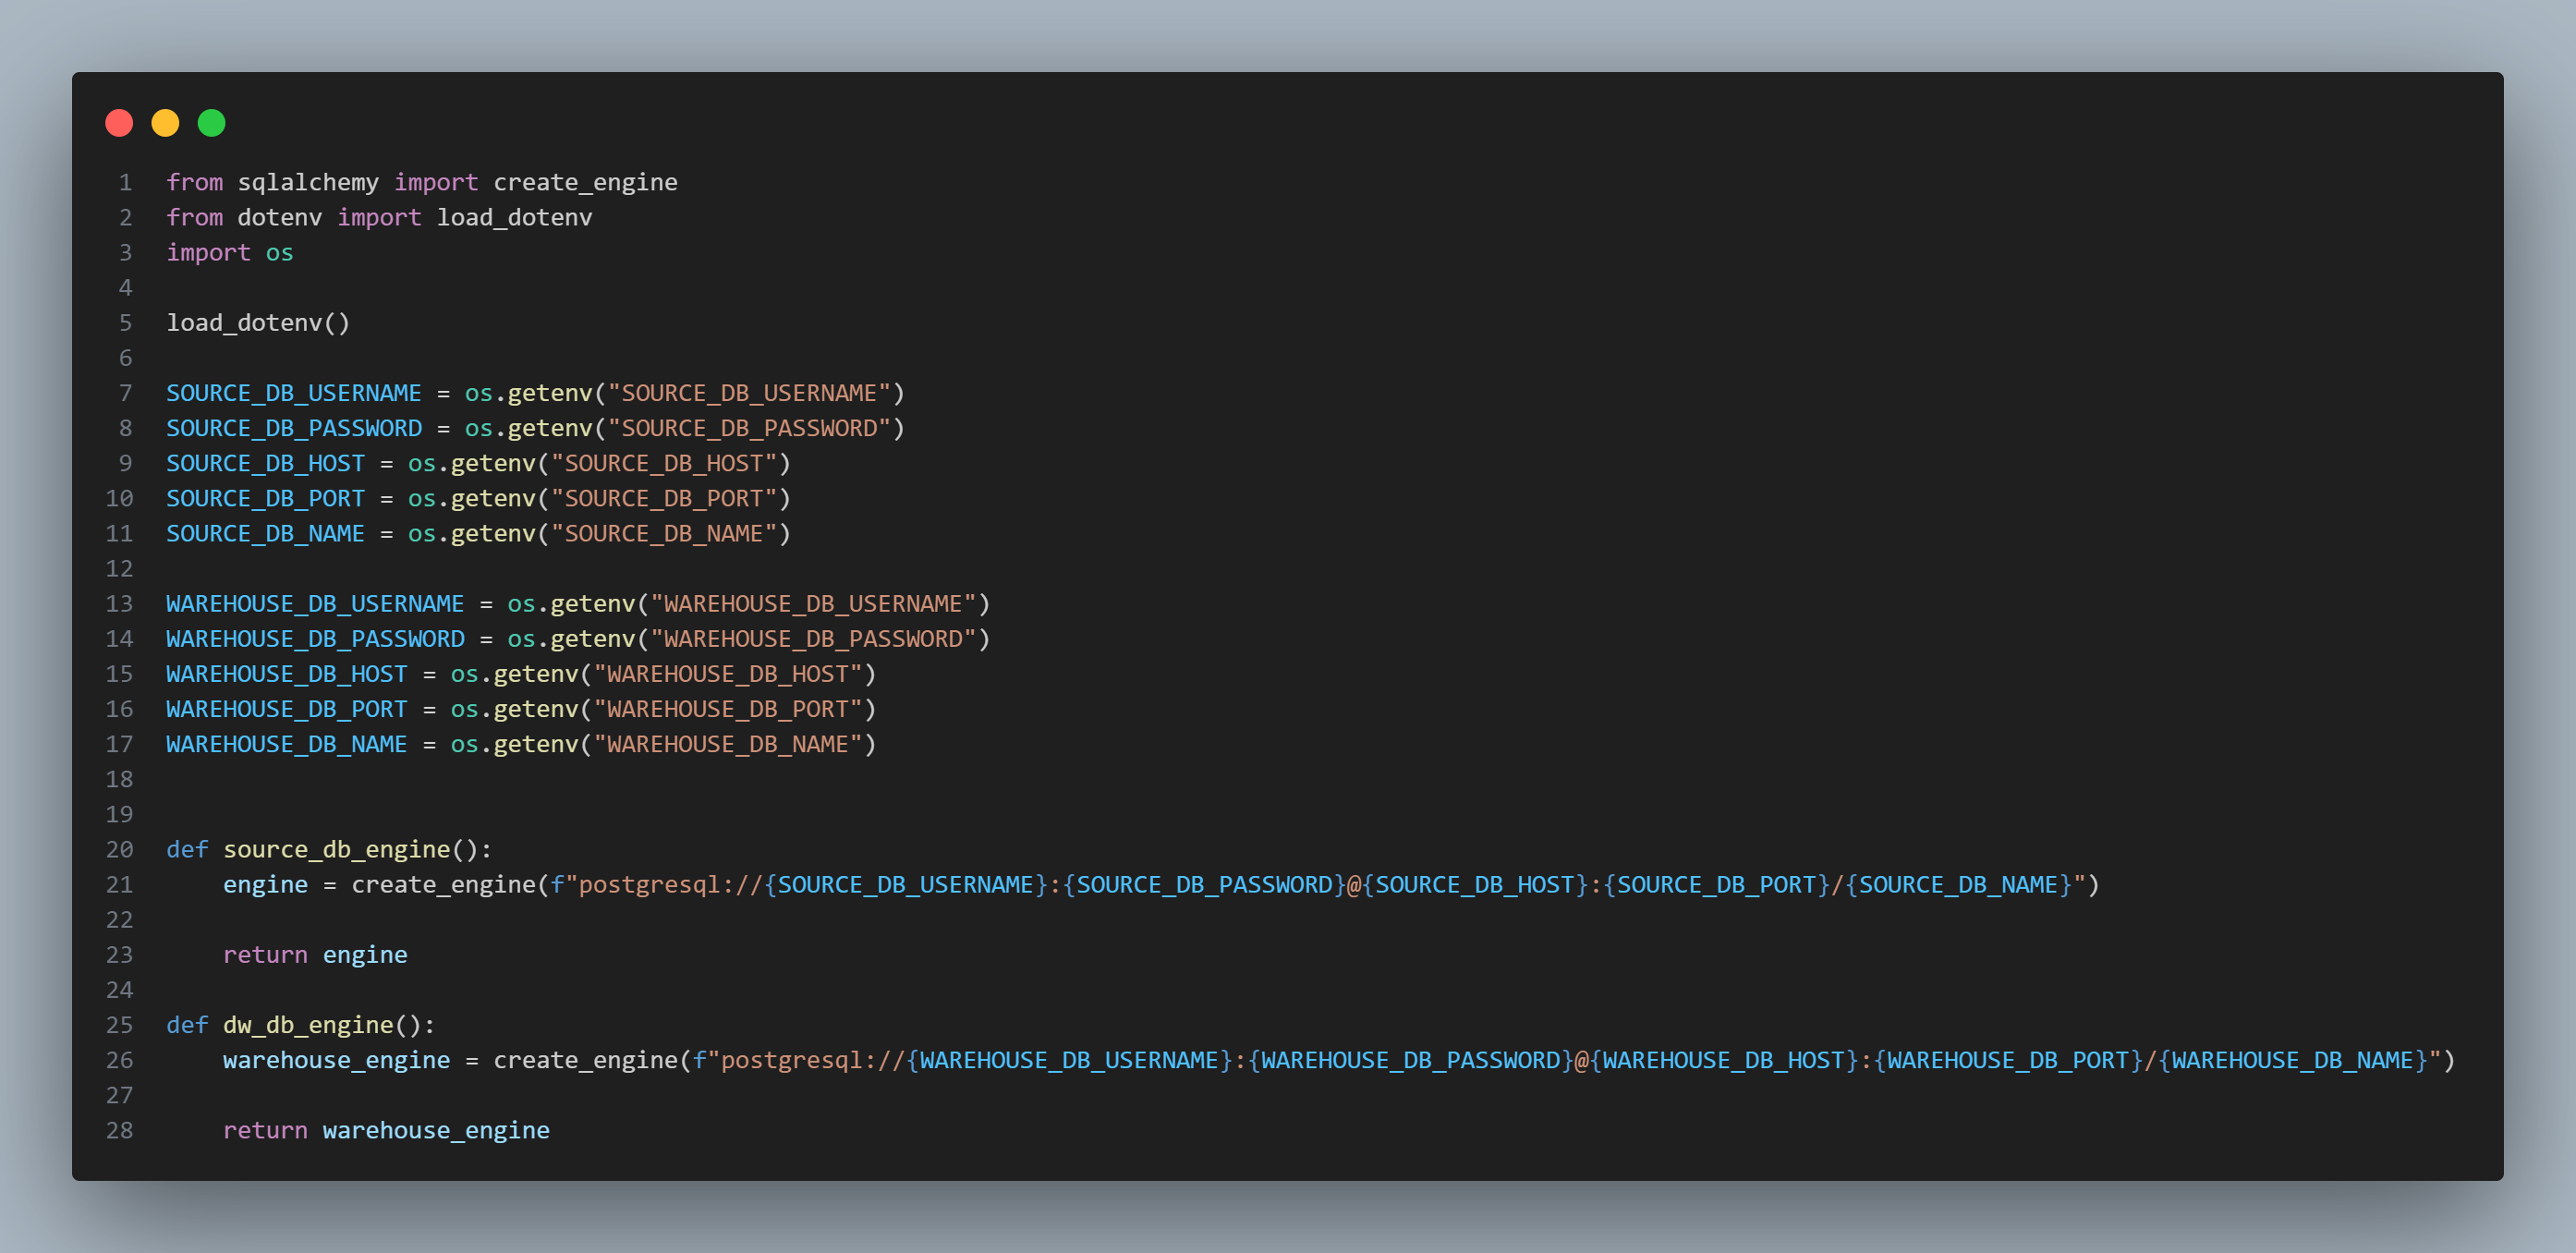 1 from sqlalchemy import create_engine
2 from dotenv import load_dotenv
3 import os
4
5 load_dotenv()
6
7 SOURCE_DB_USERNAME = os.getenv("SOURCE_DB_USERNAME")
8 SOURCE_DB_PASSWORD = os.getenv("SOURCE_DB_PASSWORD")
9 SOURCE_DB_HOST = os.getenv("SOURCE_DB_HOST")
10 SOURCE_DB_PORT = os.getenv("SOURCE_DB_PORT")
11 SOURCE_DB_NAME = os.getenv("SOURCE_DB_NAME")
12
13 WAREHOUSE_DB_USERNAME = os.getenv("WAREHOUSE_DB_USERNAME")
14 WAREHOUSE_DB_PASSWORD = os.getenv("WAREHOUSE_DB_PASSWORD")
15 WAREHOUSE_DB_HOST = os.getenv("WAREHOUSE_DB_HOST")
16 WAREHOUSE_DB_PORT = os.getenv("WAREHOUSE_DB_PORT")
17 WAREHOUSE_DB_NAME = os.getenv("WAREHOUSE_DB_NAME")
18
19
20 def source_db_engine():
21     engine = create_engine(f"postgresql://{SOURCE_DB_USERNAME}:{SOURCE_DB_PASSWORD}@{SOURCE_DB_HOST}:{SOURCE_DB_PORT}/{SOURCE_DB_NAME}")
22
23     return engine
24
25 def dw_db_engine():
26     warehouse_engine = create_engine(f"postgresql://{WAREHOUSE_DB_USERNAME}:{WAREHOUSE_DB_PASSWORD}@{WAREHOUSE_DB_HOST}:{WAREHOUSE_DB_PORT}/{WAREHOUSE_DB_NAME}")
27
28     return warehouse_engine